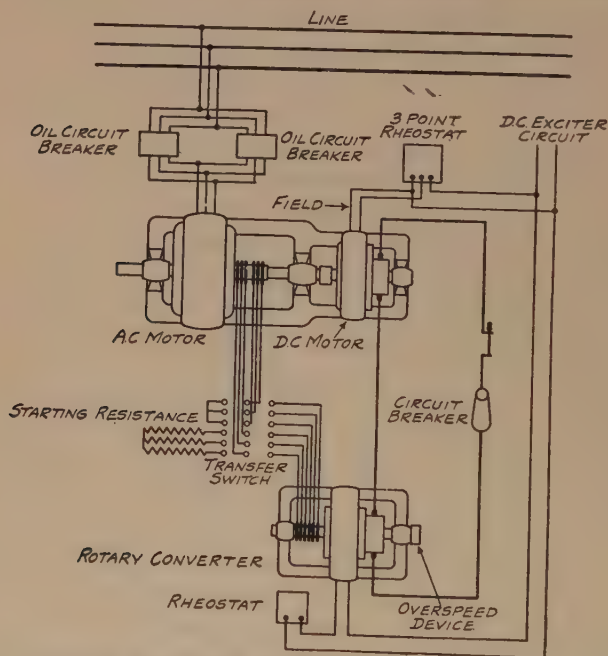 LINE
OIL CIRCUIT
BREAKER
OIL CIRCUIT
BREAKER
3 POINT
RHEOSTAT
D.C. EXCITER
CIRCUIT
FIELD
A.C MOTOR
D.C MOTOR
STARTING RESISTANCE
TRANSFER
SWITCH
CIRCUIT
BREAKER
ROTARY CONVERTER
RHEOSTAT
OVERSPEED
DEVICE